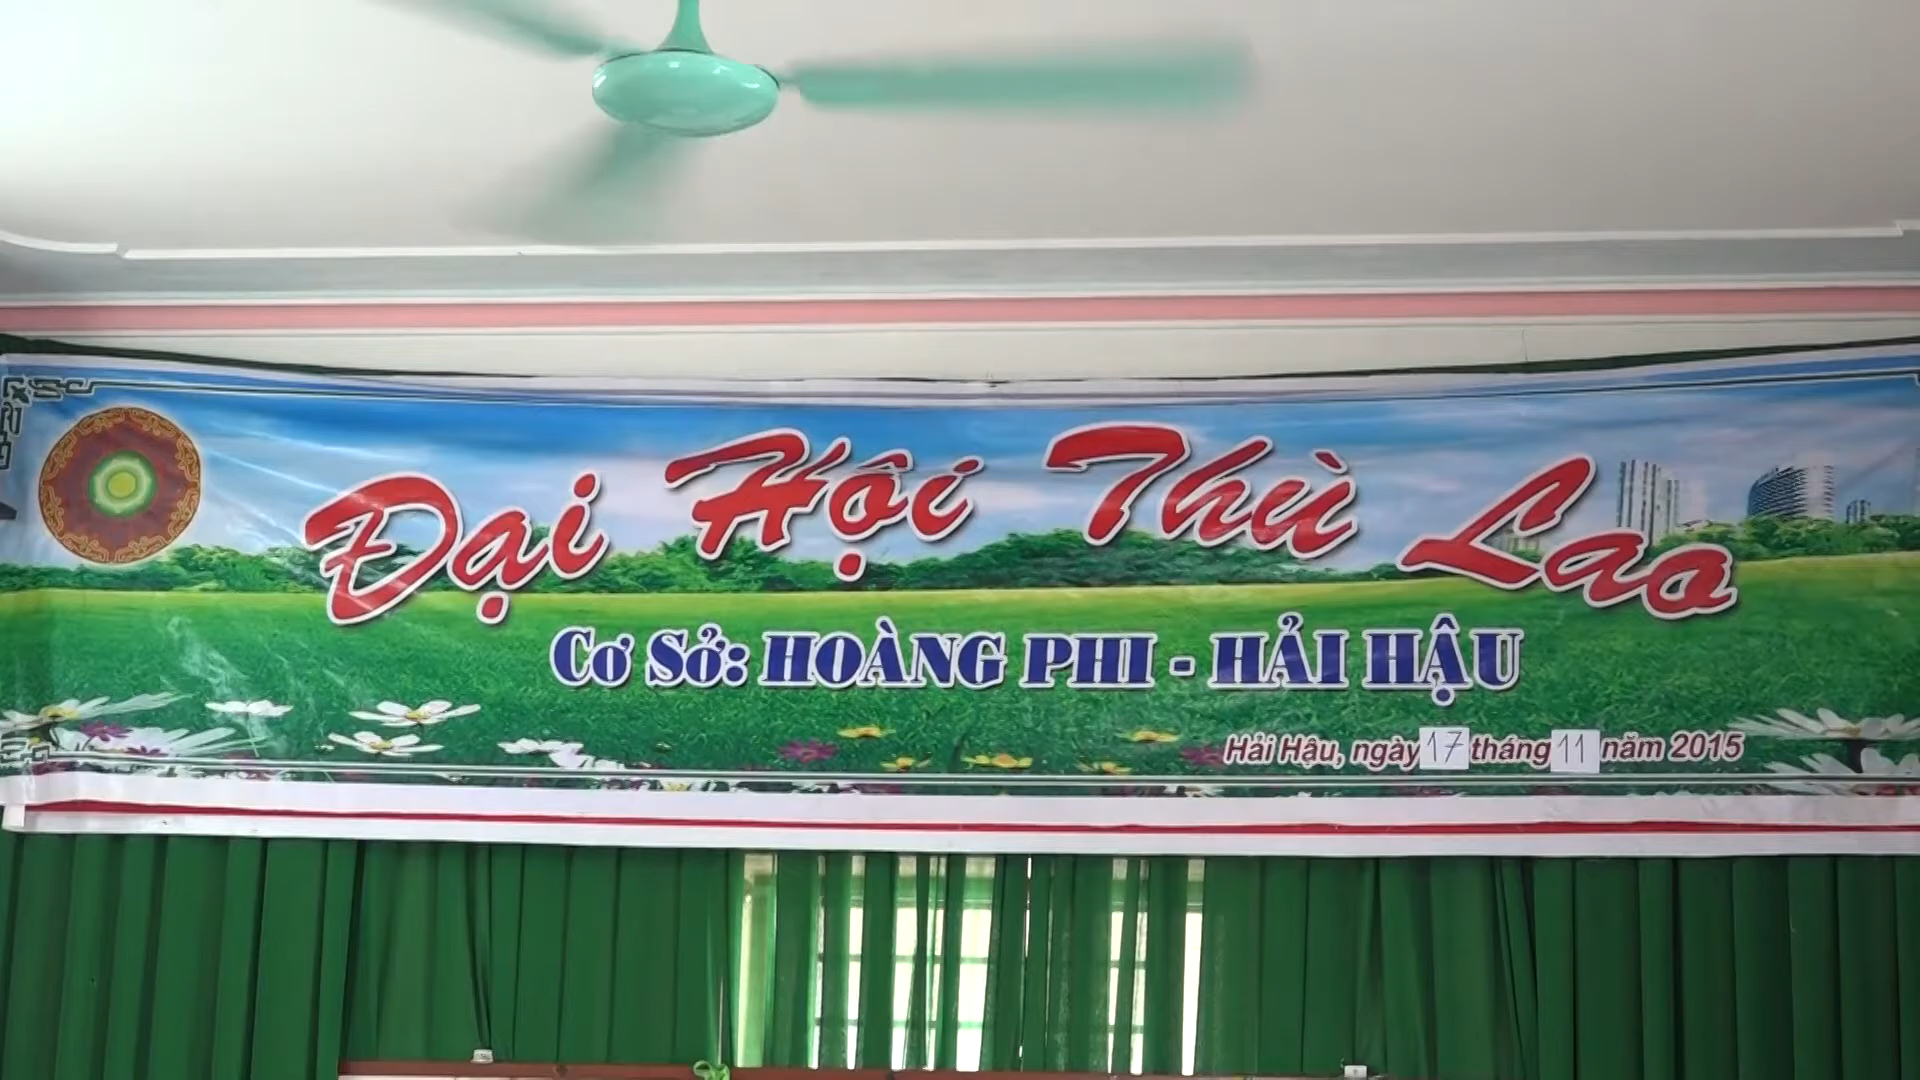 Đại Hội Thù Lao
Cơ Sở: HOÀNG PHI - HẢI HẬU
Hải Hậu, ngày 17 tháng 11 năm 2015